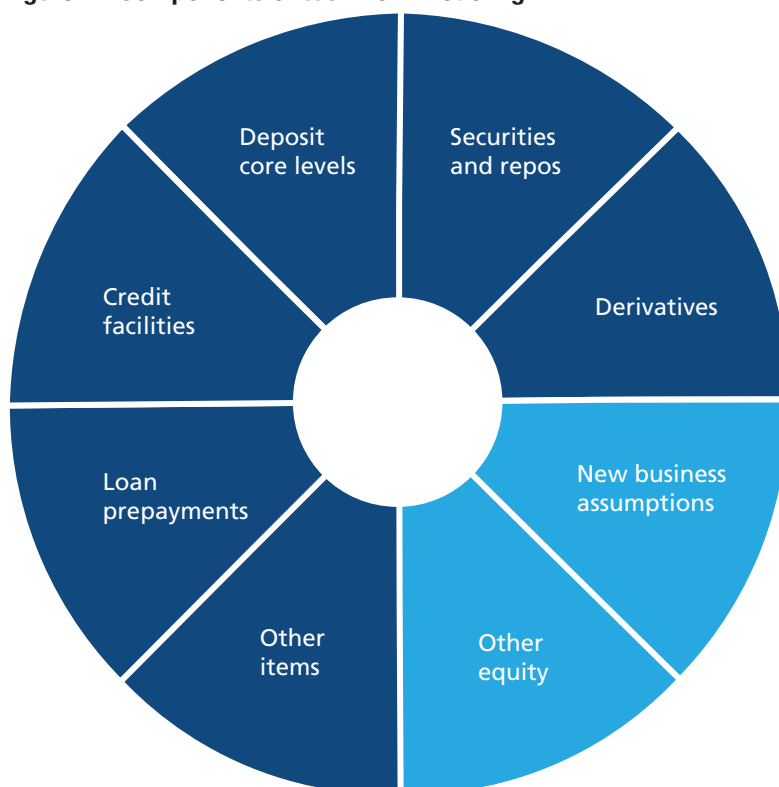 Deposit
core levels
Securities
and repos
Derivatives
New business
assumptions
Other
equity
Other
items
Loan
prepayments
Credit
facilities